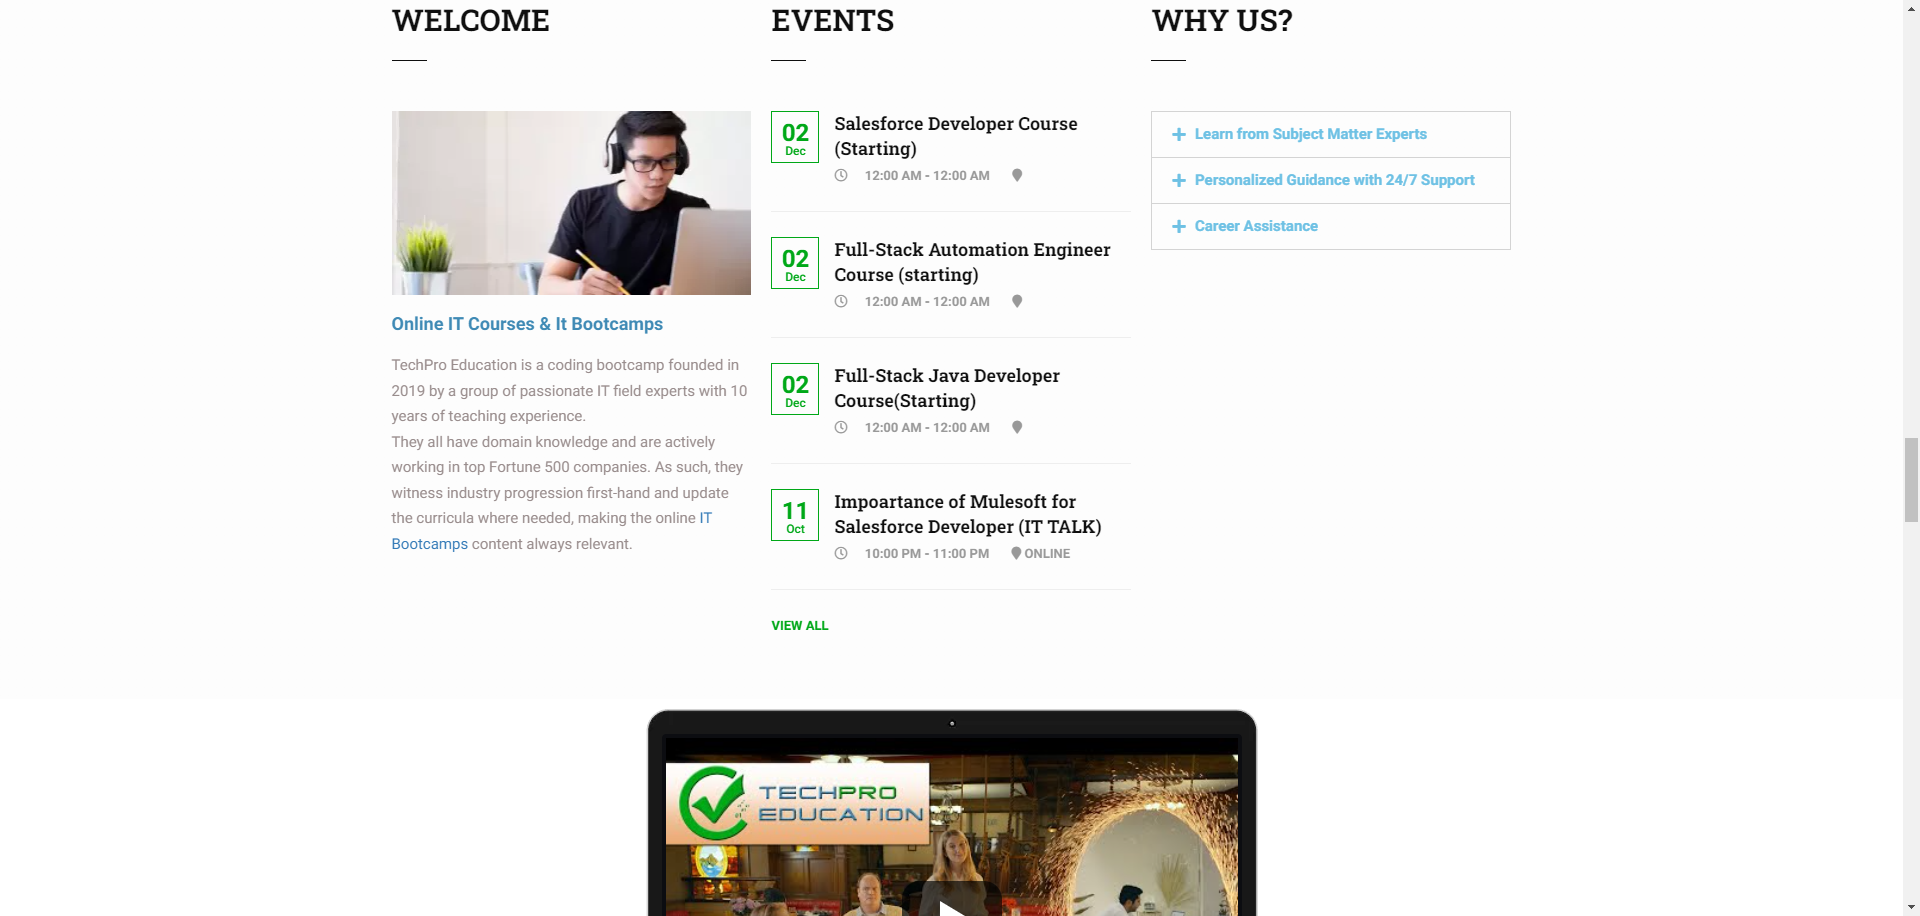 WELCOME
Online IT Courses & It Bootcamps
TechPro Education is a coding bootcamp founded in
2019 by a group of passionate IT field experts with 10
years of teaching experience.
They all have domain knowledge and are actively
working in top Fortune 500 companies. As such, they
witness industry progression first-hand and update
the curricula where needed, making the online IT
Bootcamps content always relevant.
EVENTS
02
Dec
Salesforce Developer Course
(Starting)
12:00 AM - 12:00 AM
02
Dec
Full-Stack Automation Engineer
Course (starting)
12:00 AM - 12:00 AM
02
Dec
Full-Stack Java Developer
Course(Starting)
12:00 AM - 12:00 AM
11
Oct
Impoartance of Mulesoft for
Salesforce Developer (IT TALK)
10:00 PM - 11:00 PM ONLINE
VIEW ALL
WHY US?
Learn from Subject Matter Experts
Personalized Guidance with 24/7 Support
Career Assistance
TECHPRO
EDUCATION